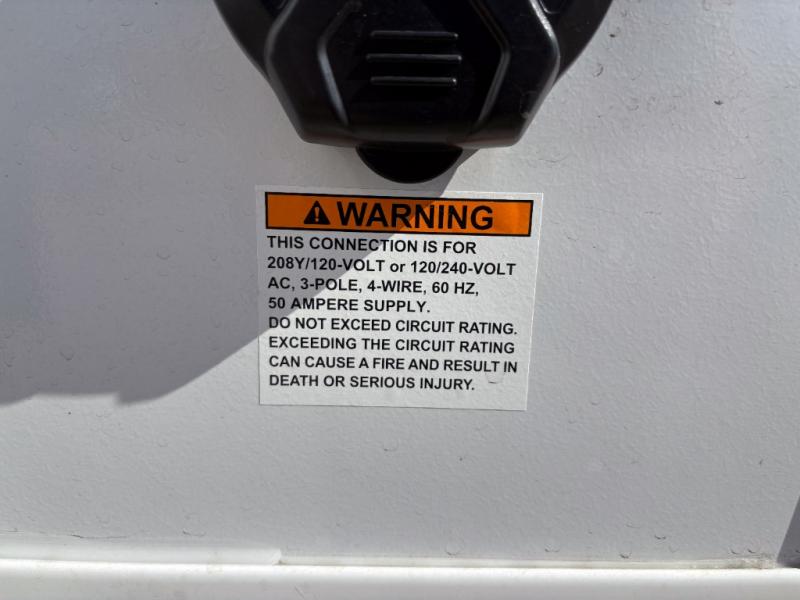 WARNING
THIS CONNECTION IS FOR
208Y/120-VOLT or 120/240-VOLT
AC, 3-POLE, 4-WIRE, 60 HZ,
50 AMPERE SUPPLY.
DO NOT EXCEED CIRCUIT RATING.
EXCEEDING THE CIRCUIT RATING
CAN CAUSE A FIRE AND RESULT IN
DEATH OR SERIOUS INJURY.